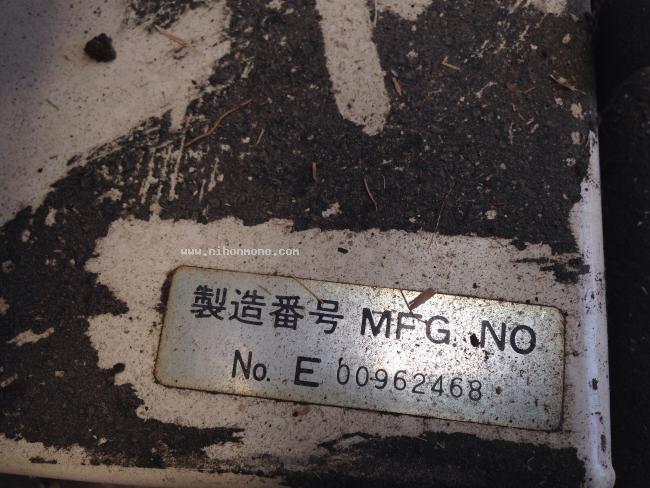 www.nihonmono.com
製造番号 MFG. NO
No. E 00962468